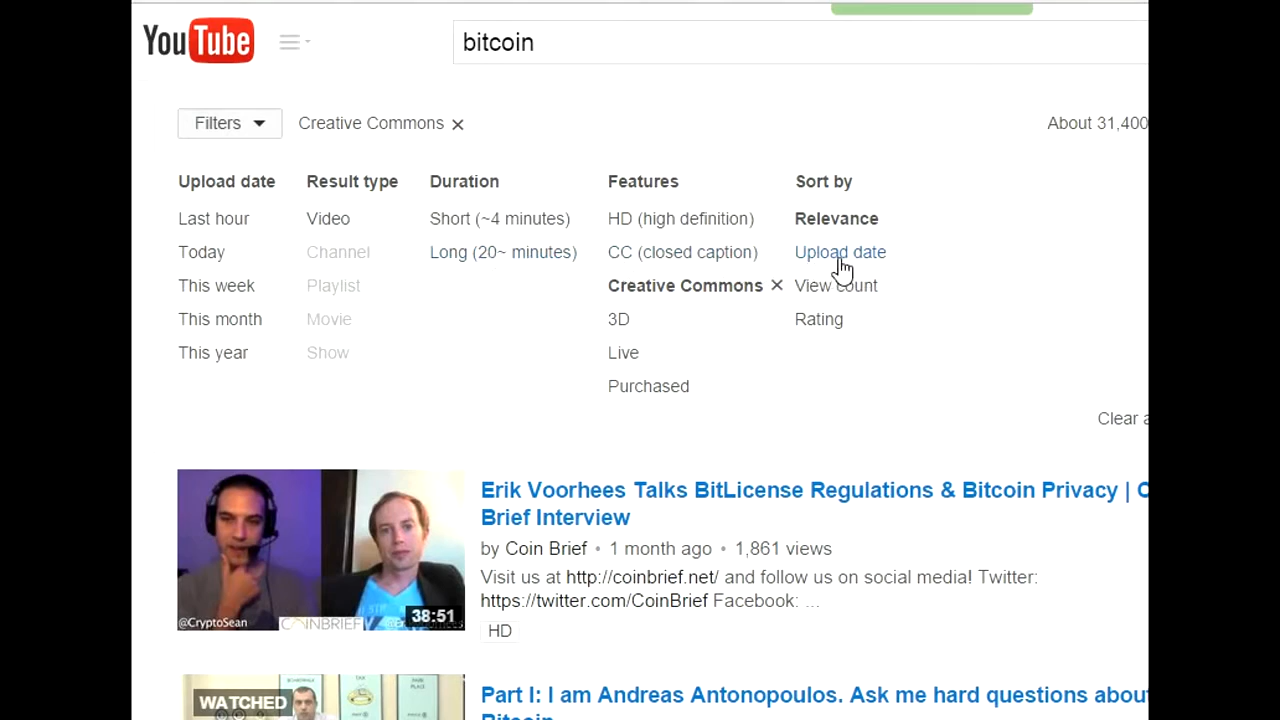 YouTube
bitcoin
Filters
Creative Commons ×
About 31,400
Upload date
Result type
Duration
Features
Sort by
Last hour
Video
Short (~4 minutes)
HD (high definition)
Relevance
Today
Channel
Long (20~ minutes)
CC (closed caption)
Upload date
This week
Playlist
Creative Commons ×
View count
This month
Movie
3D
Rating
This year
Show
Live
Purchased
Clear
Erik Voorhees Talks BitLicense Regulations & Bitcoin Privacy |
Brief Interview
by Coin Brief • 1 month ago • 1,861 views
Visit us at http://coinbrief.net/ and follow us on social media! Twitter:
https://twitter.com/CoinBrief Facebook: ...
HD
38:51
@CryptoSean
COINBRIEF
WATCHED
PARK
PLACE
Part I: I am Andreas Antonopoulos. Ask me hard questions about
Bitcoin